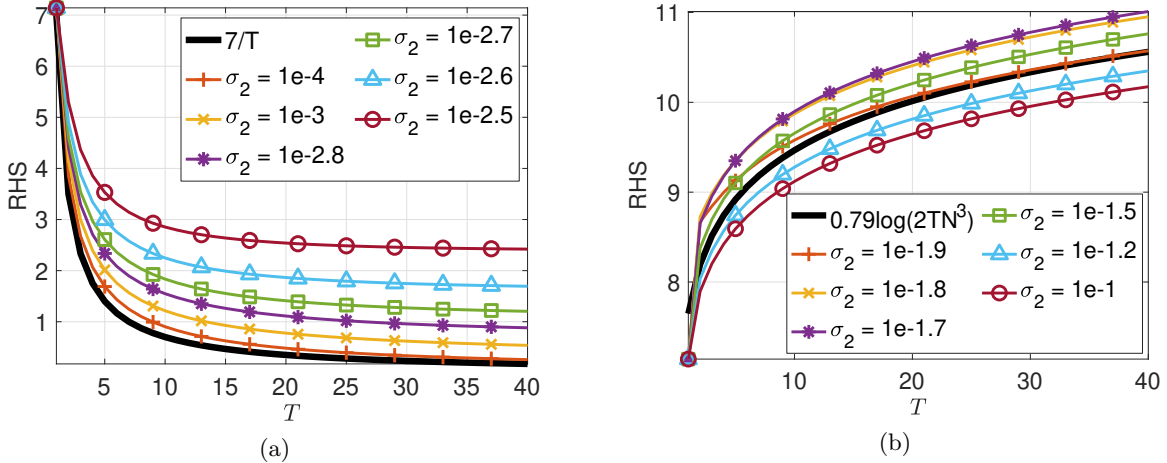 7
6
5
4
3
2
1
RHS
7/T
σ2 = 1e-4
σ2 = 1e-3
σ2 = 1e-2.8
σ2 = 1e-2.7
σ2 = 1e-2.6
σ2 = 1e-2.5
5 10 15 20 25 30 35 40
T
(a)
11
10
9
8
RHS
0.79log(2TN³)
σ2 = 1e-1.9
σ2 = 1e-1.8
σ2 = 1e-1.7
σ2 = 1e-1.5
σ2 = 1e-1.2
σ2 = 1e-1
10 20 30 40
T
(b)